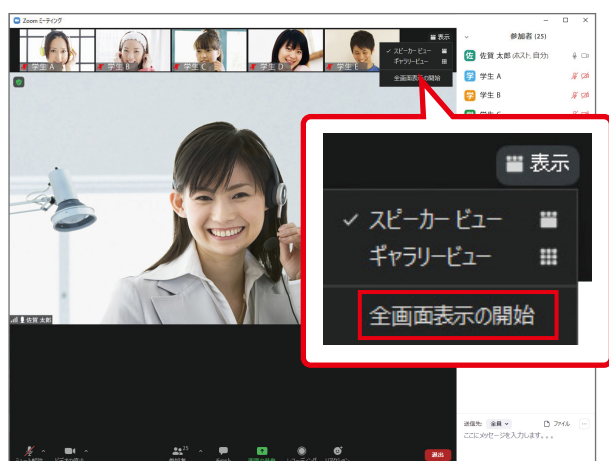 Zoom ミーティング
表示
学生 A
学生 B
学生 C
学生 D
学生 E
✓ スピーカー ビュー
ギャラリービュー
全画面表示の開始
参加者 (25)
佐 佐賀 太郎 (ホスト, 自分)
学 学生 A
学 学生 B
表示
✓ スピーカー ビュー
ギャラリービュー
全画面表示の開始
佐賀 太郎
送信先: 全員
ファイル
ここにメッセージを入力します。。。
25
退出